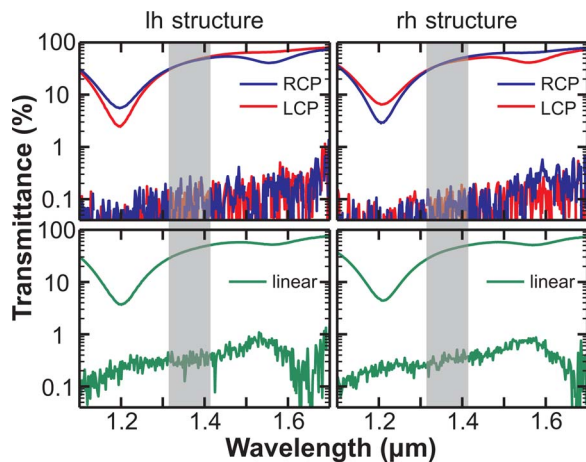 lh structure
rh structure
Transmittance (%)
100
10
1
0.1
RCP
LCP
RCP
LCP
100
10
1
0.1
linear
linear
1.2
1.4
1.6
1.2
1.4
1.6
Wavelength (μm)